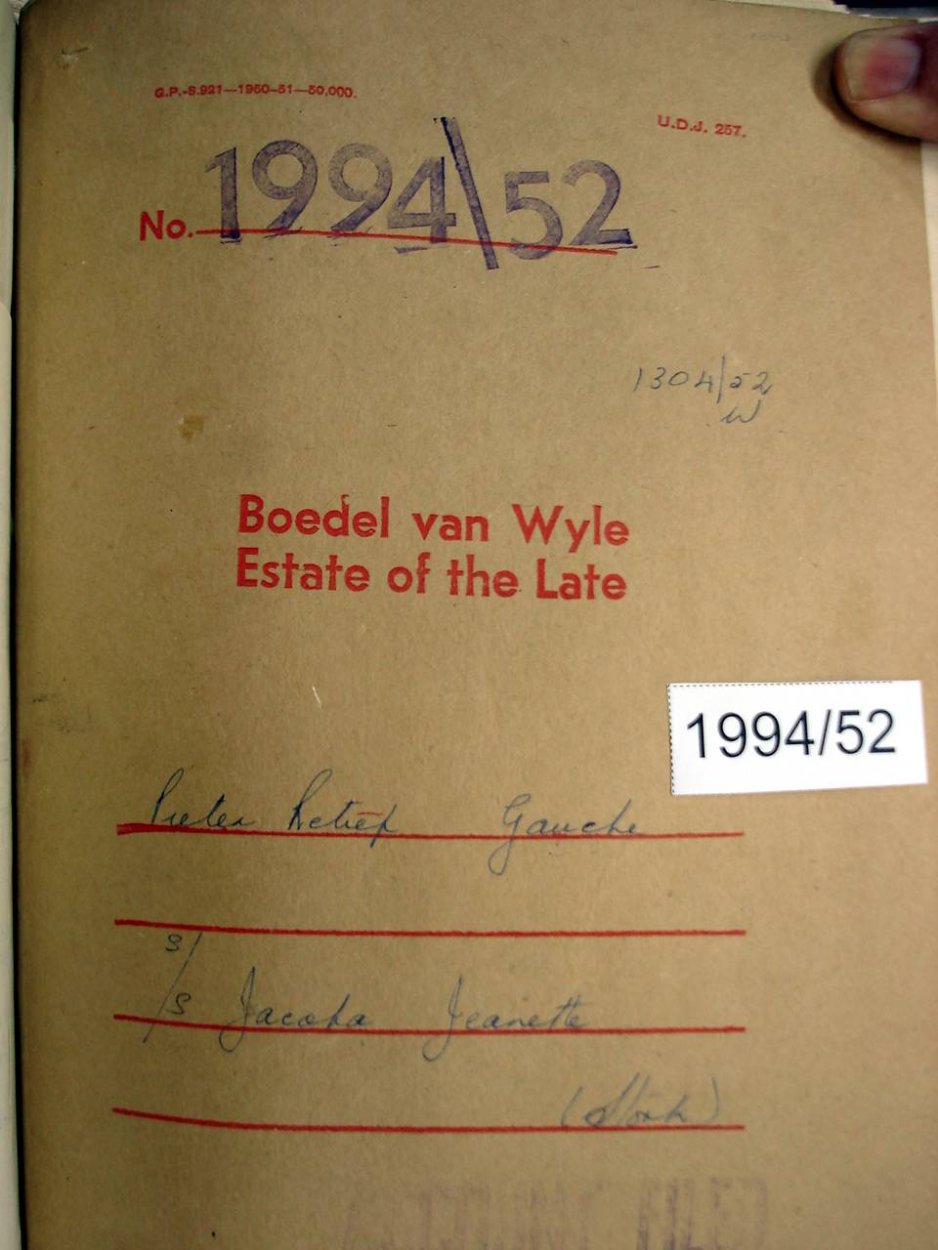 G.P.-S.921—1950-51—50,000.
U.D.J. 257.
No. 1994\52
1304/52
W
Boedel van Wyle
Estate of the Late
1994/52
Pieter Retief Gauche
S/
/S Jacoba Jeanette
(Stork)